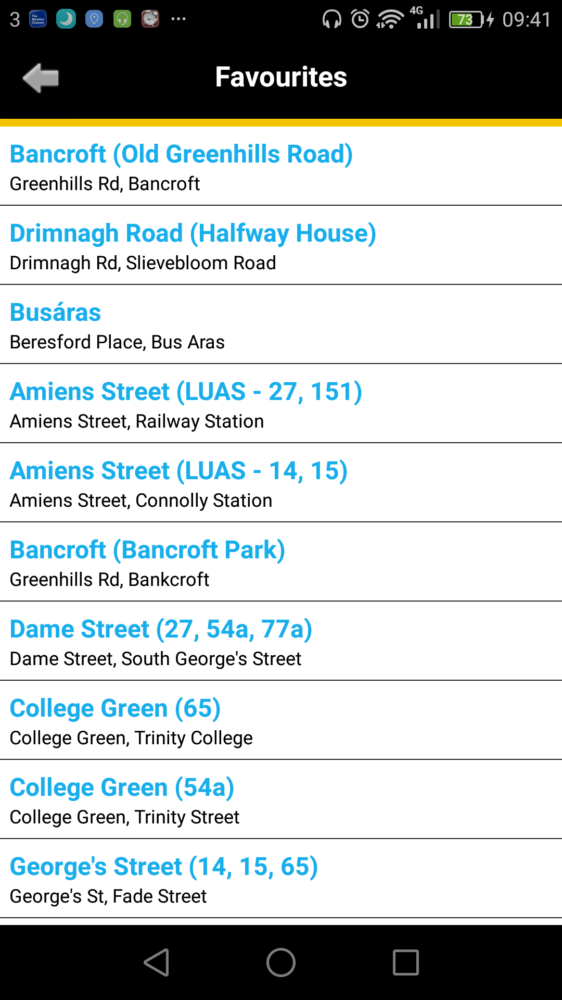 3 The Weather Channel ... 4G 73 09:41
Favourites
Bancroft (Old Greenhills Road)
Greenhills Rd, Bancroft
Drimnagh Road (Halfway House)
Drimnagh Rd, Slievebloom Road
Busáras
Beresford Place, Bus Aras
Amiens Street (LUAS - 27, 151)
Amiens Street, Railway Station
Amiens Street (LUAS - 14, 15)
Amiens Street, Connolly Station
Bancroft (Bancroft Park)
Greenhills Rd, Bankcroft
Dame Street (27, 54a, 77a)
Dame Street, South George's Street
College Green (65)
College Green, Trinity College
College Green (54a)
College Green, Trinity Street
George's Street (14, 15, 65)
George's St, Fade Street